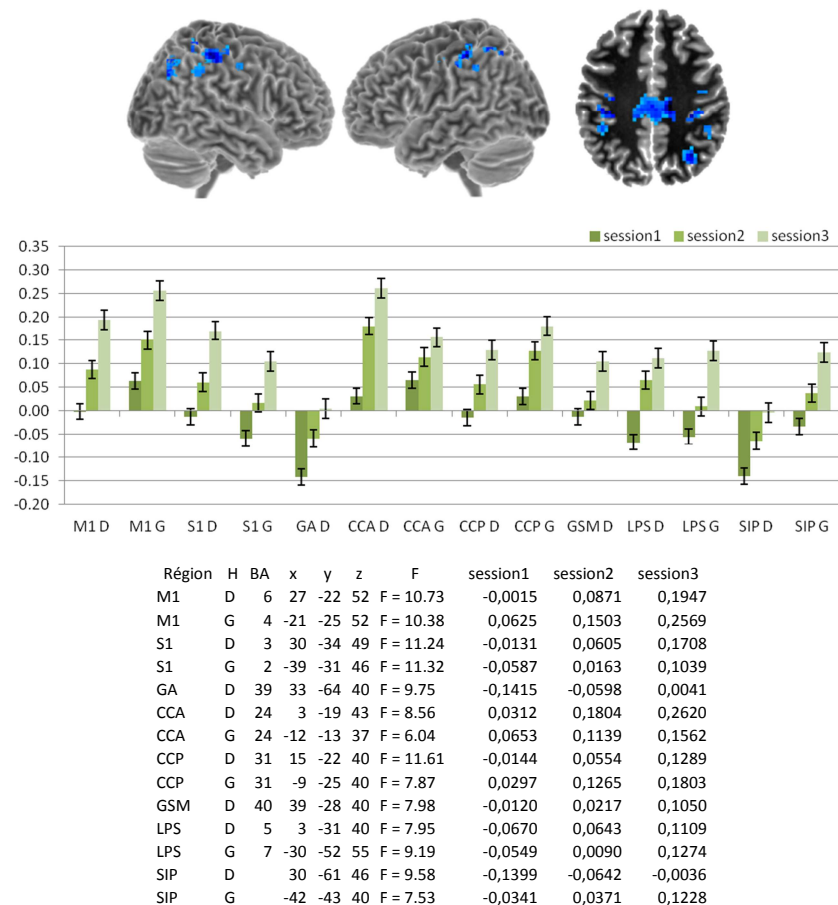 session1 session2 session3
0.35
0.30
0.25
0.20
0.15
0.10
0.05
0.00
-0.05
-0.10
-0.15
-0.20
M1 D M1 G S1 D S1 G GA D CCA D CCA G CCP D CCP G GSM D LPS D LPS G SIP D SIP G
Région H BA x y z F session1 session2 session3
M1 D 6 27 -22 52 F = 10.73 -0,0015 0,0871 0,1947
M1 G 4 -21 -25 52 F = 10.38 0,0625 0,1503 0,2569
S1 D 3 30 -34 49 F = 11.24 -0,0131 0,0605 0,1708
S1 G 2 -39 -31 46 F = 11.32 -0,0587 0,0163 0,1039
GA D 39 33 -64 40 F = 9.75 -0,1415 -0,0598 0,0041
CCA D 24 3 -19 43 F = 8.56 0,0312 0,1804 0,2620
CCA G 24 -12 -13 37 F = 6.04 0,0653 0,1139 0,1562
CCP D 31 15 -22 40 F = 11.61 -0,0144 0,0554 0,1289
CCP G 31 -9 -25 40 F = 7.87 0,0297 0,1265 0,1803
GSM D 40 39 -28 40 F = 7.98 -0,0120 0,0217 0,1050
LPS D 5 3 -31 40 F = 7.95 -0,0670 0,0643 0,1109
LPS G 7 -30 -52 55 F = 9.19 -0,0549 0,0090 0,1274
SIP D 30 -61 46 F = 9.58 -0,1399 -0,0642 -0,0036
SIP G -42 -43 40 F = 7.53 -0,0341 0,0371 0,1228